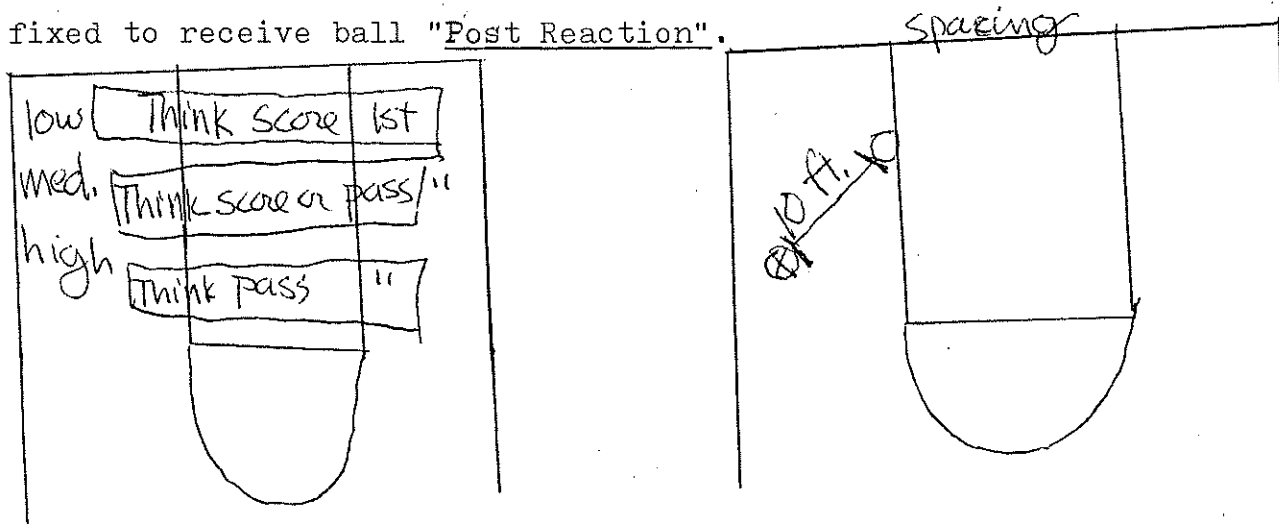 fixed to receive ball "Post Reaction".
spacing
low Think score 1st
med. Think score or pass "
high Think pass "
10 ft.